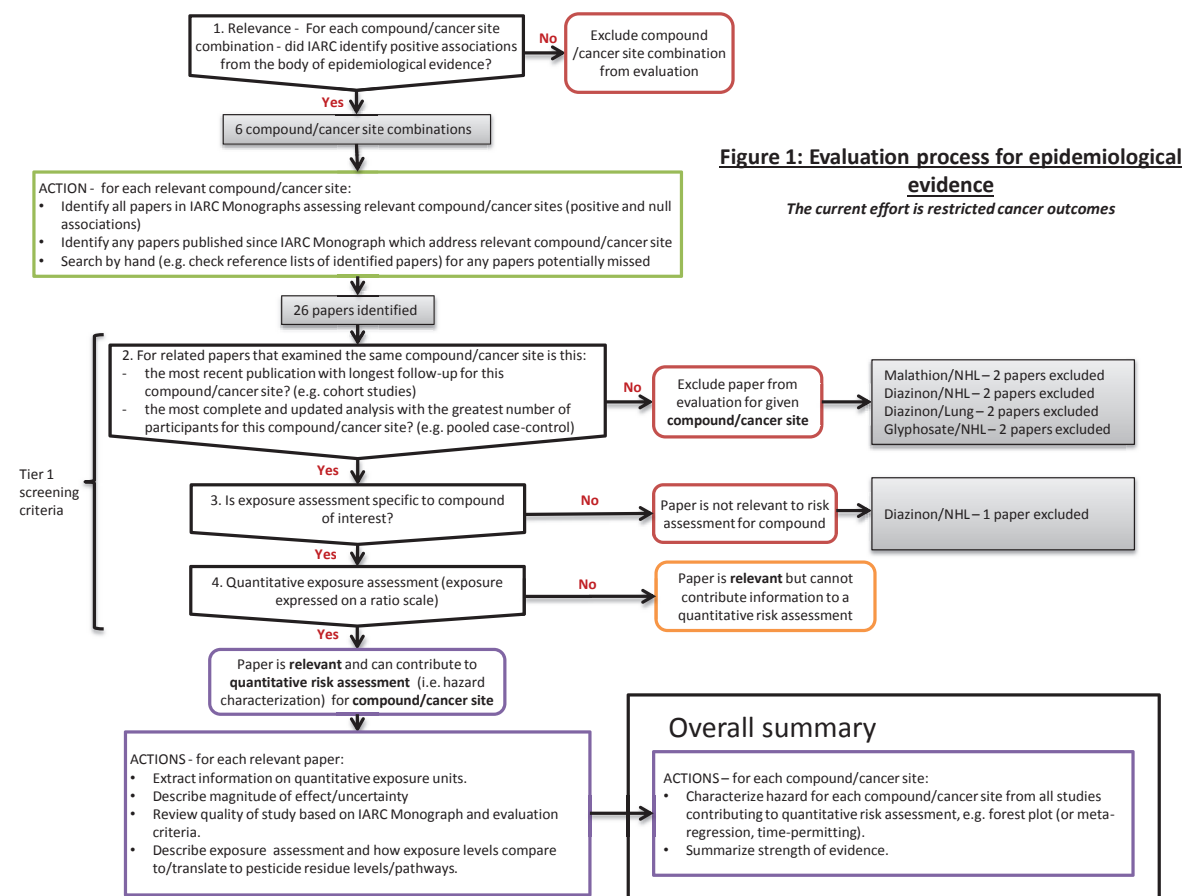 1. Relevance - For each compound/cancer site
combination - did IARC identify positive associations
from the body of epidemiological evidence?
No
Exclude compound
/cancer site combination
from evaluation
Yes
6 compound/cancer site combinations
Figure 1: Evaluation process for epidemiological
evidence
The current effort is restricted cancer outcomes
ACTION - for each relevant compound/cancer site:
• Identify all papers in IARC Monographs assessing relevant compound/cancer sites (positive and null
associations)
• Identify any papers published since IARC Monograph which address relevant compound/cancer site
• Search by hand (e.g. check reference lists of identified papers) for any papers potentially missed
26 papers identified
Tier 1
screening
criteria
2. For related papers that examined the same compound/cancer site is this:
- the most recent publication with longest follow-up for this
compound/cancer site? (e.g. cohort studies)
- the most complete and updated analysis with the greatest number of
participants for this compound/cancer site? (e.g. pooled case-control)
No
Exclude paper from
evaluation for given
compound/cancer site
Malathion/NHL – 2 papers excluded
Diazinon/NHL – 2 papers excluded
Diazinon/Lung – 2 papers excluded
Glyphosate/NHL – 2 papers excluded
Yes
3. Is exposure assessment specific to compound
of interest?
No
Paper is not relevant to risk
assessment for compound
Diazinon/NHL – 1 paper excluded
Yes
4. Quantitative exposure assessment (exposure
expressed on a ratio scale)
No
Paper is relevant but cannot
contribute information to a
quantitative risk assessment
Yes
Paper is relevant and can contribute to
quantitative risk assessment (i.e. hazard
characterization) for compound/cancer site
ACTIONS - for each relevant paper:
• Extract information on quantitative exposure units.
• Describe magnitude of effect/uncertainty
• Review quality of study based on IARC Monograph and evaluation
criteria.
• Describe exposure assessment and how exposure levels compare
to/translate to pesticide residue levels/pathways.
Overall summary
ACTIONS – for each compound/cancer site:
• Characterize hazard for each compound/cancer site from all studies
contributing to quantitative risk assessment, e.g. forest plot (or meta-
regression, time-permitting).
• Summarize strength of evidence.